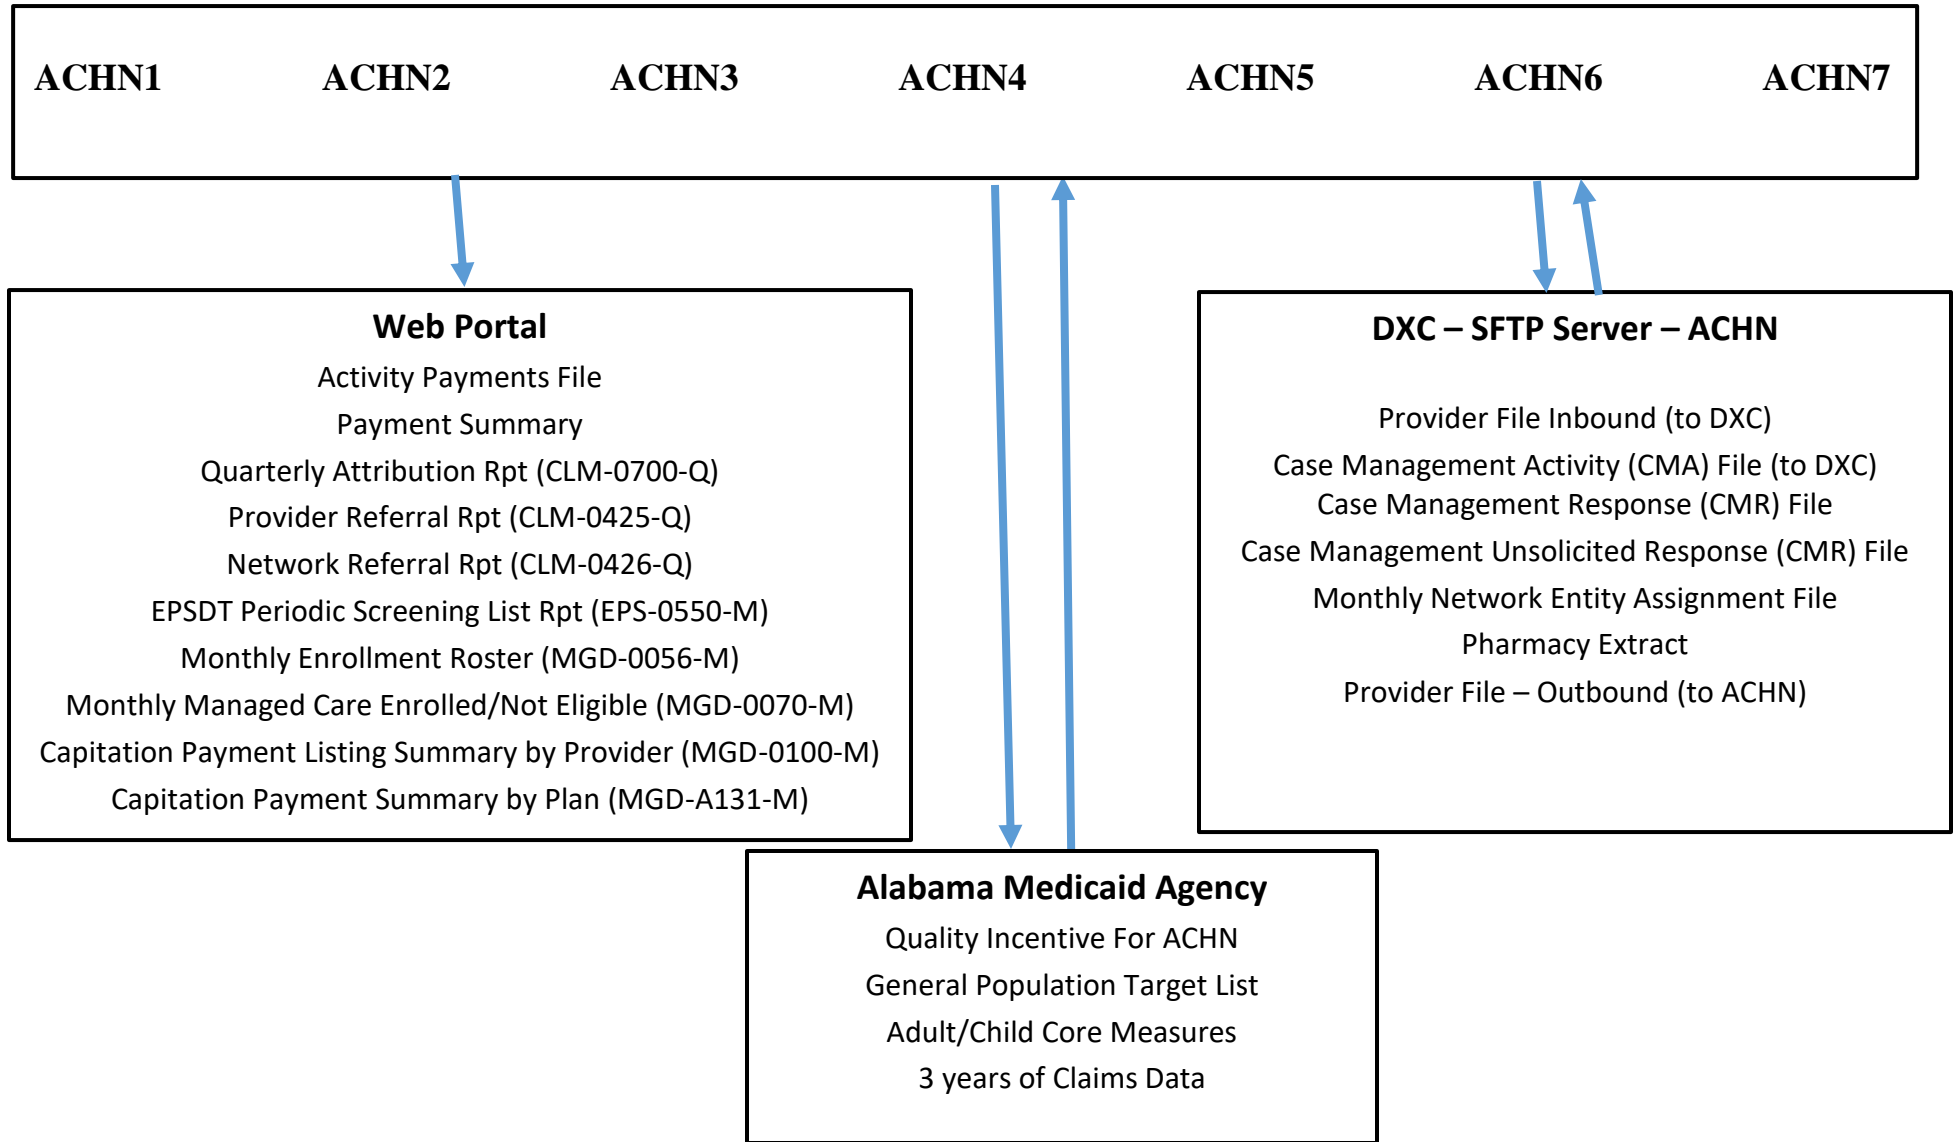 ACHN1 ACHN2 ACHN3 ACHN4 ACHN5 ACHN6 ACHN7
Web Portal
Activity Payments File
Payment Summary
Quarterly Attribution Rpt (CLM-0700-Q)
Provider Referral Rpt (CLM-0425-Q)
Network Referral Rpt (CLM-0426-Q)
EPSDT Periodic Screening List Rpt (EPS-0550-M)
Monthly Enrollment Roster (MGD-0056-M)
Monthly Managed Care Enrolled/Not Eligible (MGD-0070-M)
Capitation Payment Listing Summary by Provider (MGD-0100-M)
Capitation Payment Summary by Plan (MGD-A131-M)
DXC – SFTP Server – ACHN
Provider File Inbound (to DXC)
Case Management Activity (CMA) File (to DXC)
Case Management Response (CMR) File
Case Management Unsolicited Response (CMR) File
Monthly Network Entity Assignment File
Pharmacy Extract
Provider File – Outbound (to ACHN)
Alabama Medicaid Agency
Quality Incentive For ACHN
General Population Target List
Adult/Child Core Measures
3 years of Claims Data